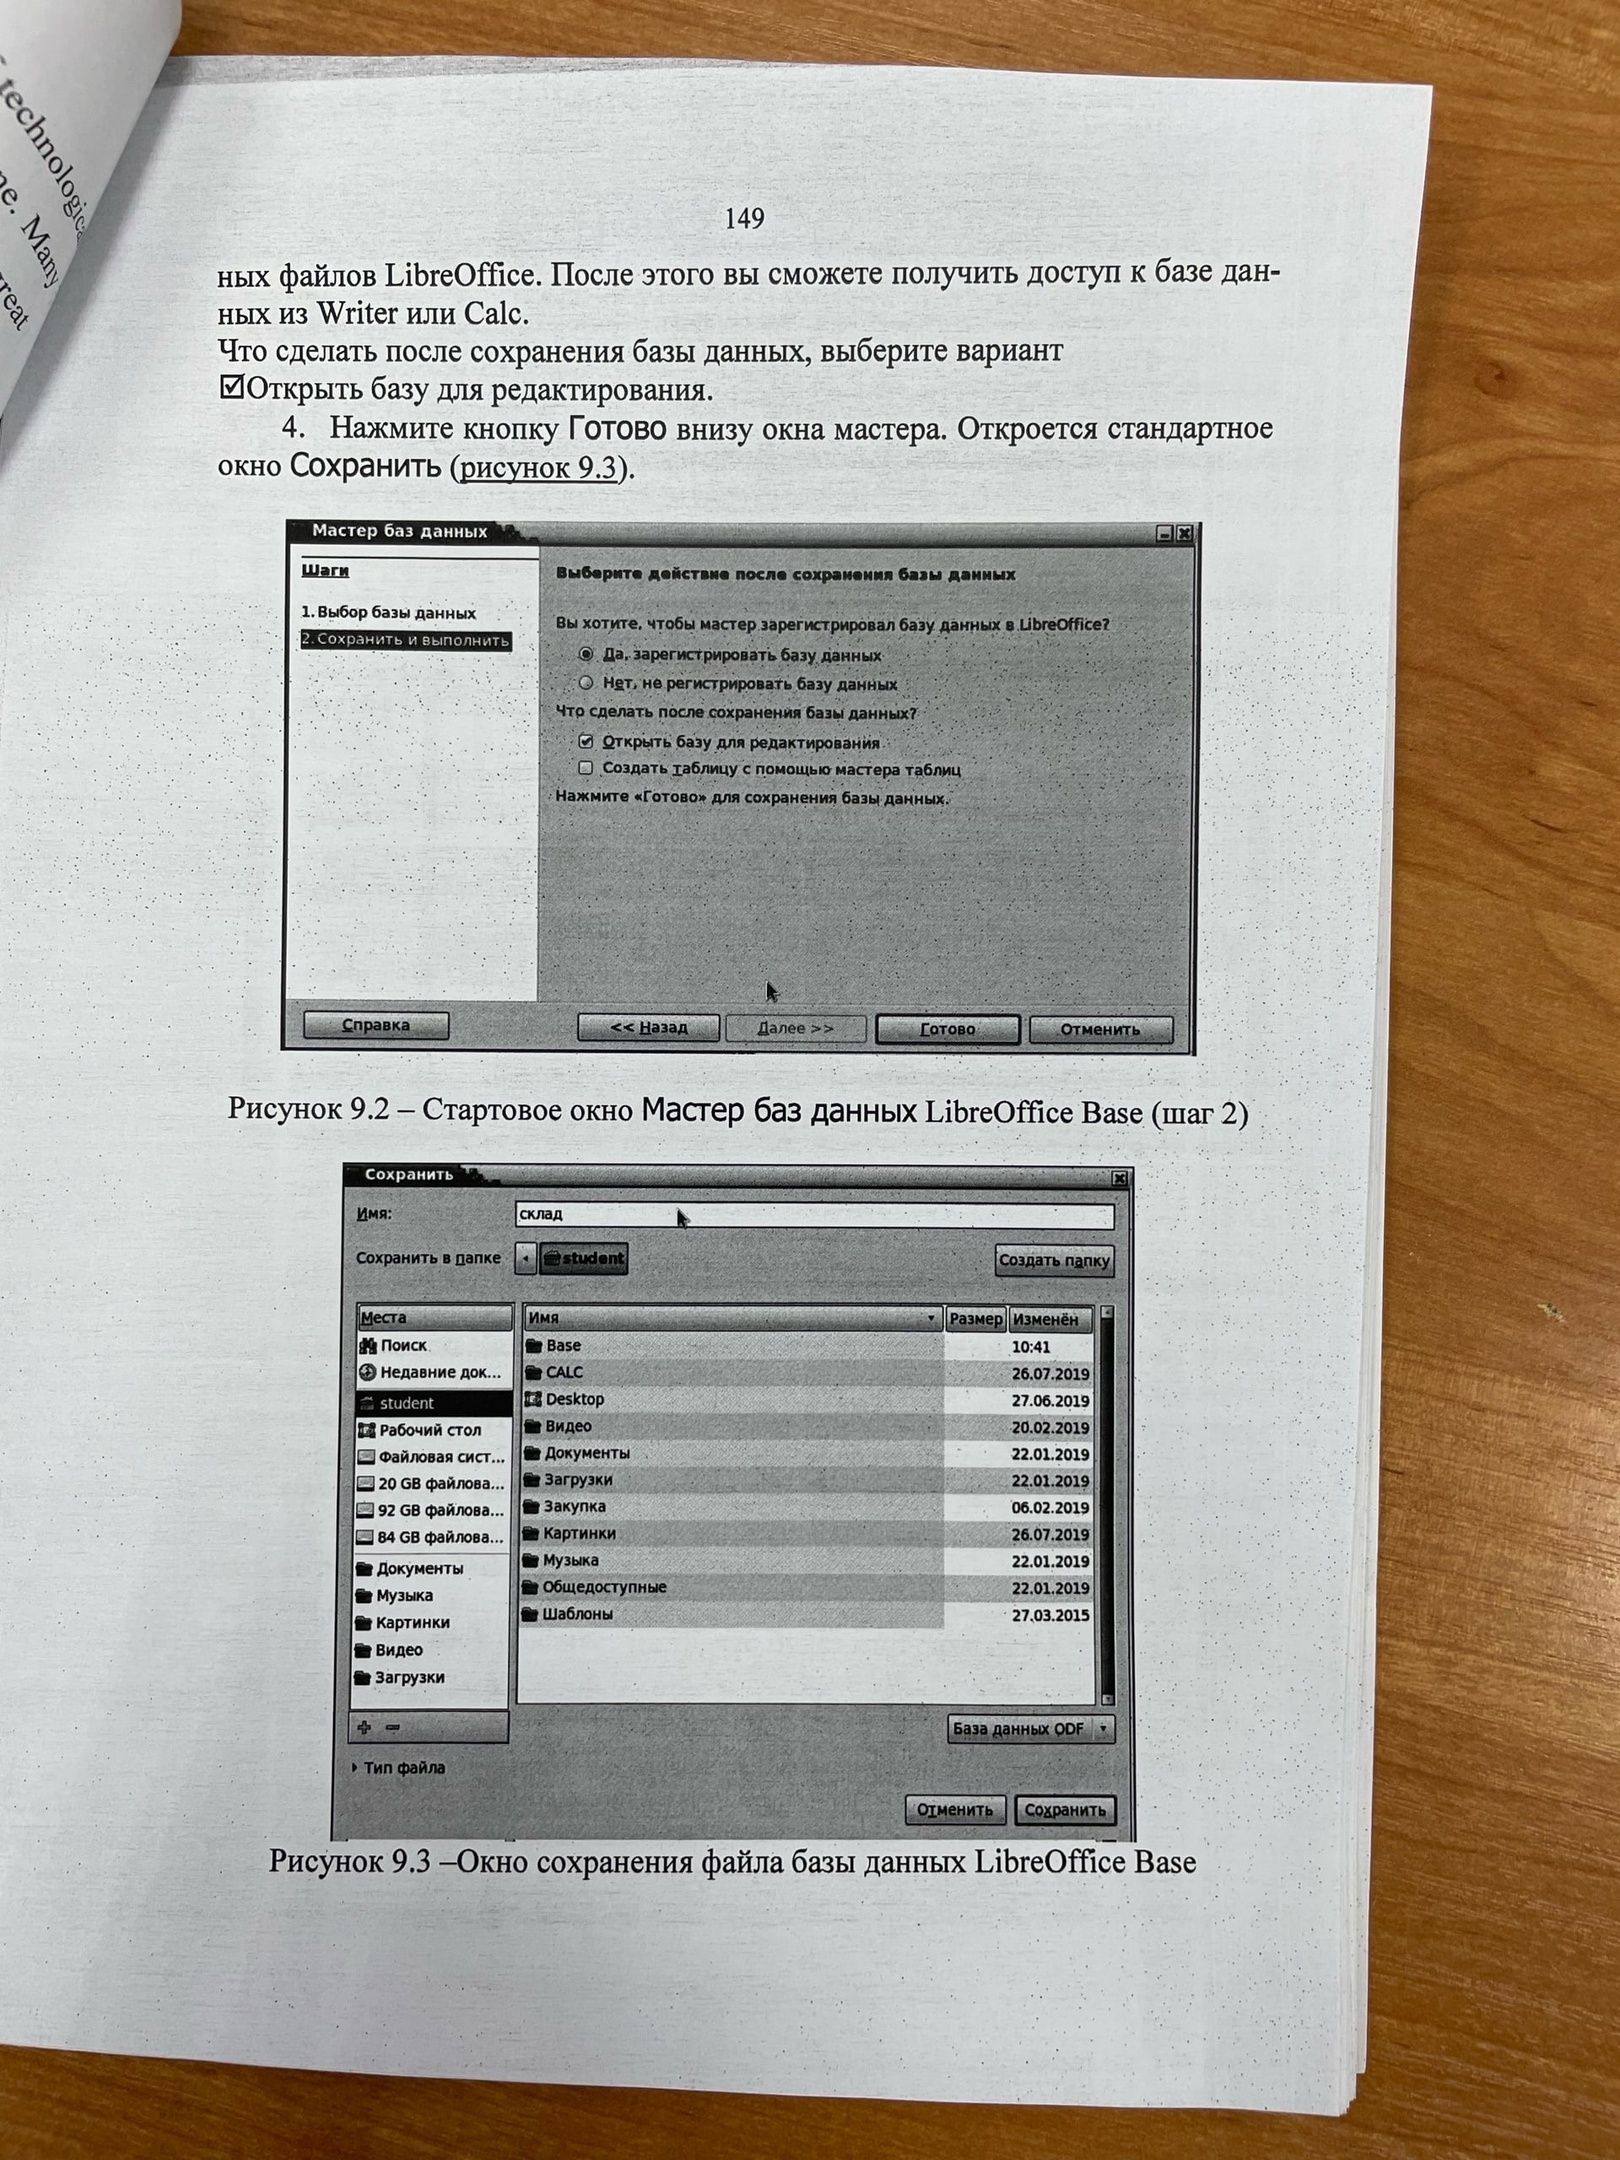 technologica
ne. Many
reat
149
ных файлов LibreOffice. После этого вы сможете получить доступ к базе дан-
ных из Writer или Calc.
Что сделать после сохранения базы данных, выберите вариант
☑Открыть базу для редактирования.
4. Нажмите кнопку Готово внизу окна мастера. Откроется стандартное
окно Сохранить (рисунок 9.3).
Мастер баз данных
Шаги
1. Выбор базы данных
2. Сохранить и выполнить
Выберите действие после сохранения базы данных
Вы хотите, чтобы мастер зарегистрировал базу данных в LibreOffice?
Да, зарегистрировать базу данных
Нет, не регистрировать базу данных
Что сделать после сохранения базы данных?
Открыть базу для редактирования
Создать таблицу с помощью мастера таблиц
Нажмите «Готово» для сохранения базы данных.
Справка << Назад Далее >> Готово Отменить
Рисунок 9.2 – Стартовое окно Мастер баз данных LibreOffice Base (шаг 2)
Сохранить
Имя: склад
Сохранить в папке student Создать папку
Места
Поиск
Недавние док...
student
Рабочий стол
Файловая сист...
20 GB файлова...
92 GB файлова...
84 GB файлова...
Документы
Музыка
Картинки
Видео
Загрузки
Имя Размер Изменён
Base 10:41
CALC 26.07.2019
Desktop 27.06.2019
Видео 20.02.2019
Документы 22.01.2019
Загрузки 22.01.2019
Закупка 06.02.2019
Картинки 26.07.2019
Музыка 22.01.2019
Общедоступные 22.01.2019
Шаблоны 27.03.2015
База данных ODF
Тип файла
Отменить Сохранить
Рисунок 9.3 –Окно сохранения файла базы данных LibreOffice Base